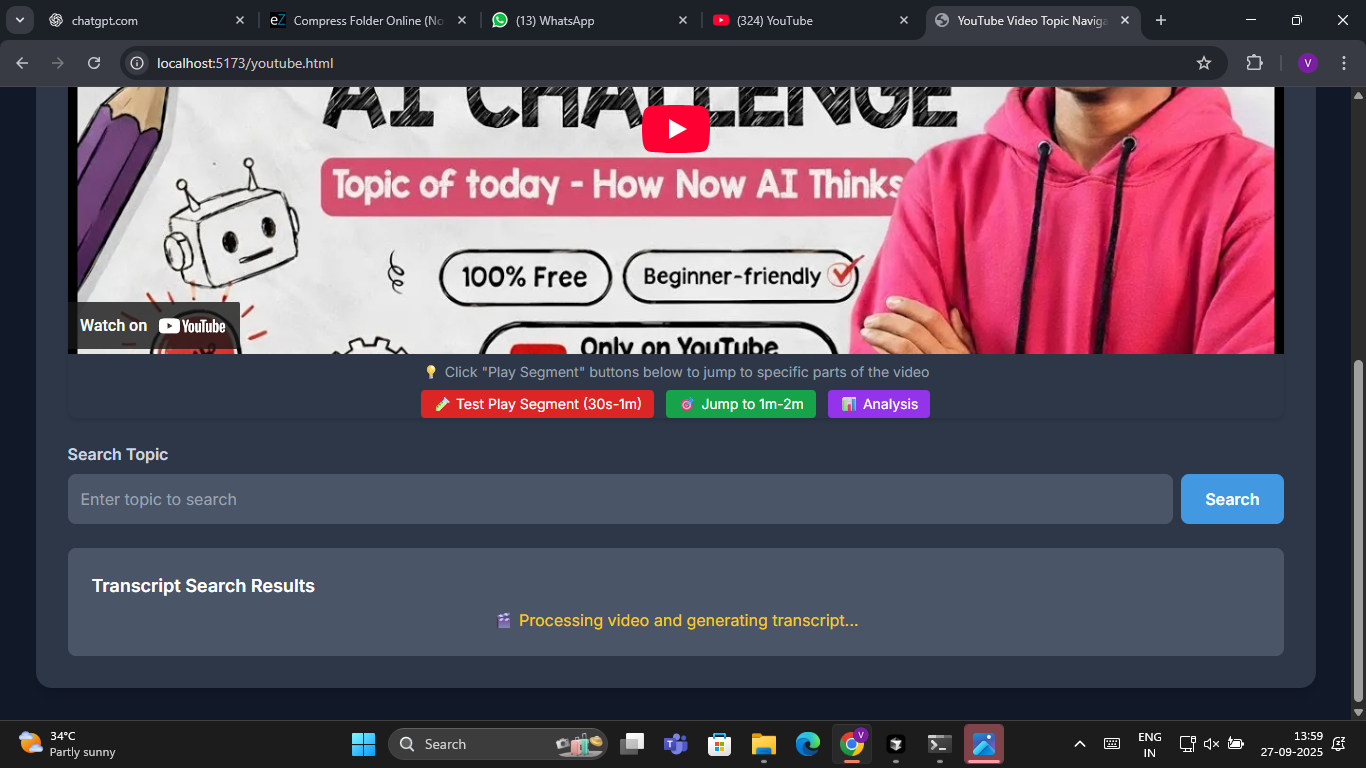 chatgpt.com
Compress Folder Online (No
(13) WhatsApp
(324) YouTube
YouTube Video Topic Naviga
localhost:5173/youtube.html
V
AI CHALLENGE
Topic of today - How Now AI Thinks
100% Free
Beginner-friendly
Only on YouTube
Watch on YouTube
Click "Play Segment" buttons below to jump to specific parts of the video
Test Play Segment (30s-1m)
Jump to 1m-2m
Analysis
Search Topic
Enter topic to search
Search
Transcript Search Results
Processing video and generating transcript...
34°C
Partly sunny
Search
ENG
IN
13:59
27-09-2025